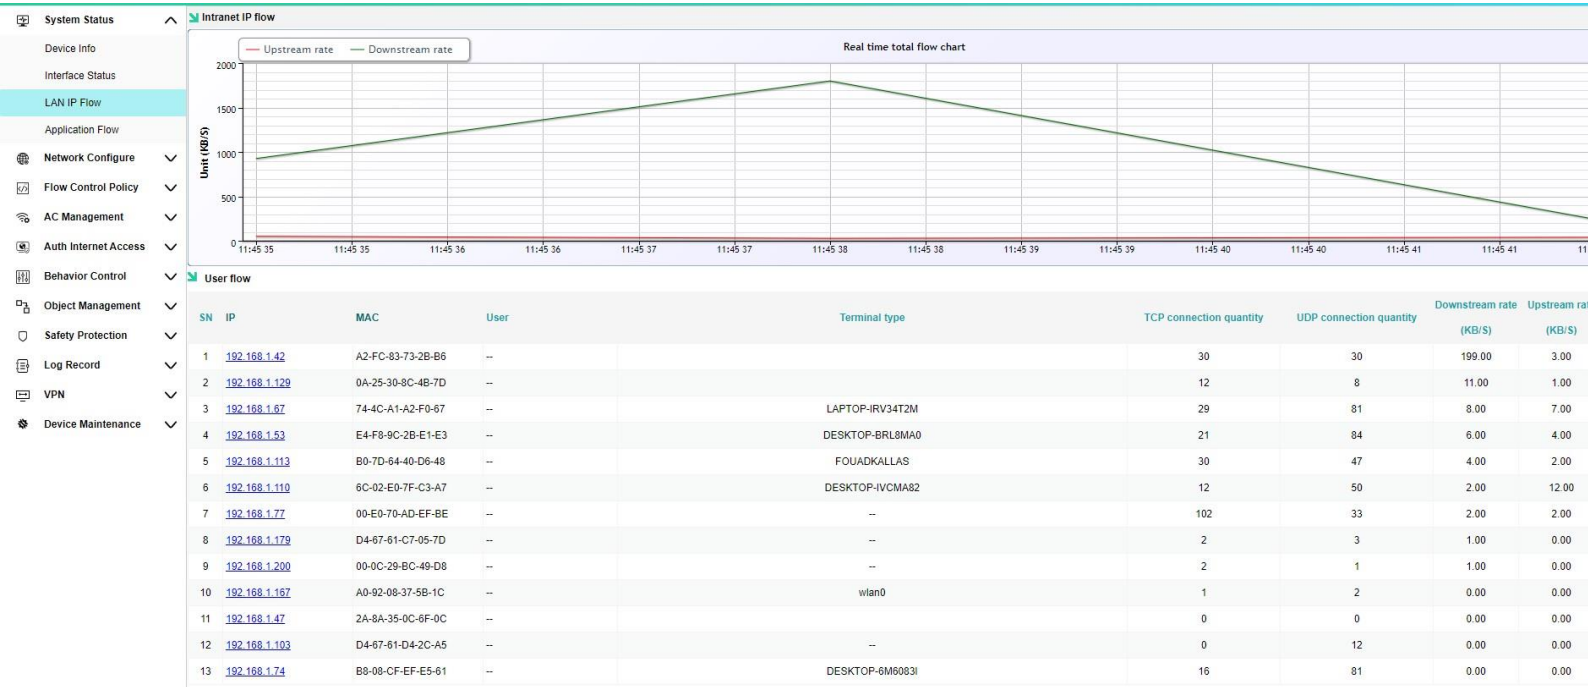 System Status
Device Info
Interface Status
LAN IP Flow
Application Flow
Network Configure
Flow Control Policy
AC Management
Auth Internet Access
Behavior Control
Object Management
Safety Protection
Log Record
VPN
Device Maintenance
Intranet IP flow
Upstream rate Downstream rate
Real time total flow chart
Unit (KB/S)
2000
1500
1000
500
0
11:45 35 11:45 35 11:45 36 11:45 36 11:45 37 11:45 37 11:45 38 11:45 38 11:45 39 11:45 39 11:45 40 11:45 40 11:45 41 11:45 41 11
User flow
SN IP MAC User Terminal type TCP connection quantity UDP connection quantity Downstream rate (KB/S) Upstream rat (KB/S)
1 192.168.1.42 A2-FC-83-73-2B-B6 -- 30 30 199.00 3.00
2 192.168.1.129 0A-25-30-8C-4B-7D -- 12 8 11.00 1.00
3 192.168.1.67 74-4C-A1-A2-F0-67 -- LAPTOP-IRV34T2M 29 81 8.00 7.00
4 192.168.1.53 E4-F8-9C-2B-E1-E3 -- DESKTOP-BRL8MA0 21 84 6.00 4.00
5 192.168.1.113 B0-7D-64-40-D6-48 -- FOUADKALLAS 30 47 4.00 2.00
6 192.168.1.110 6C-02-E0-7F-C3-A7 -- DESKTOP-IVCMA82 12 50 2.00 12.00
7 192.168.1.77 00-E0-70-AD-EF-BE -- -- 102 33 2.00 2.00
8 192.168.1.179 D4-67-61-C7-05-7D -- -- 2 3 1.00 0.00
9 192.168.1.200 00-0C-29-BC-49-D8 -- -- 2 1 1.00 0.00
10 192.168.1.167 A0-92-08-37-5B-1C -- wlan0 1 2 0.00 0.00
11 192.168.1.47 2A-8A-35-0C-6F-0C -- 0 0 0.00 0.00
12 192.168.1.103 D4-67-61-D4-2C-A5 -- -- 0 12 0.00 0.00
13 192.168.1.74 B8-08-CF-EF-E5-61 -- DESKTOP-6M6083I 16 81 0.00 0.00